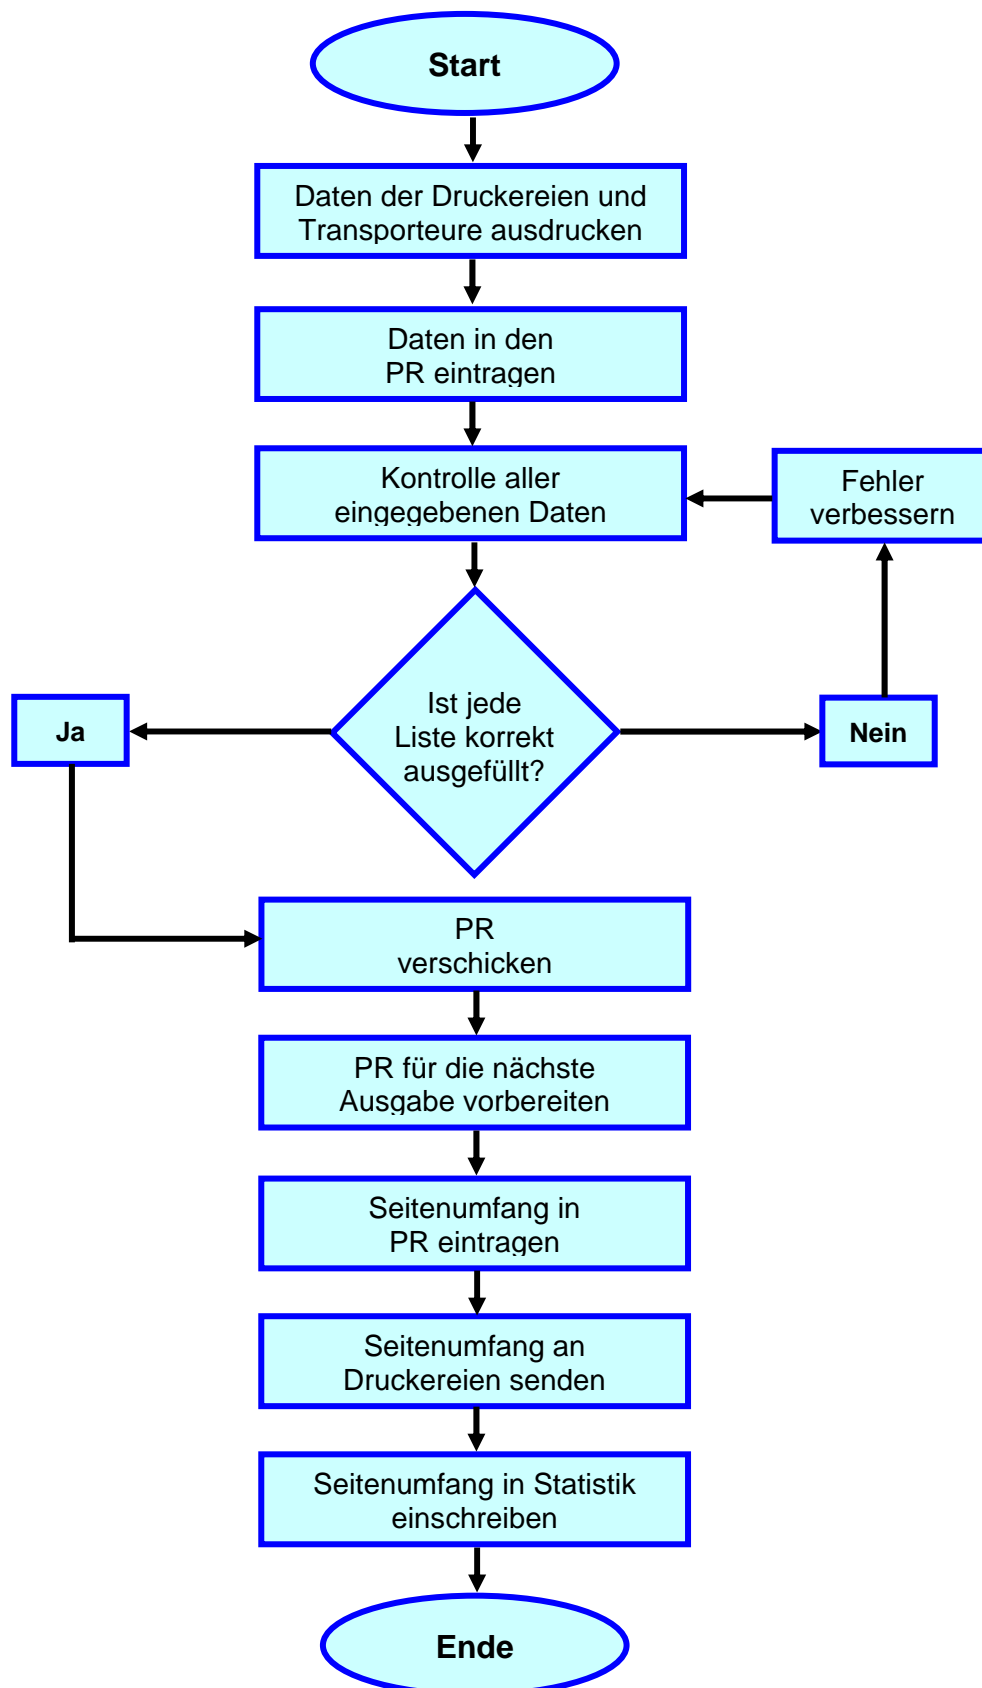 Start
Daten der Druckereien und
Transporteure ausdrucken
Daten in den
PR eintragen
Kontrolle aller
eingegebenen Daten
Fehler
verbessern
Ist jede
Liste korrekt
ausgefüllt?
Ja
Nein
PR
verschicken
PR für die nächste
Ausgabe vorbereiten
Seitenumfang in
PR eintragen
Seitenumfang an
Druckereien senden
Seitenumfang in Statistik
einschreiben
Ende